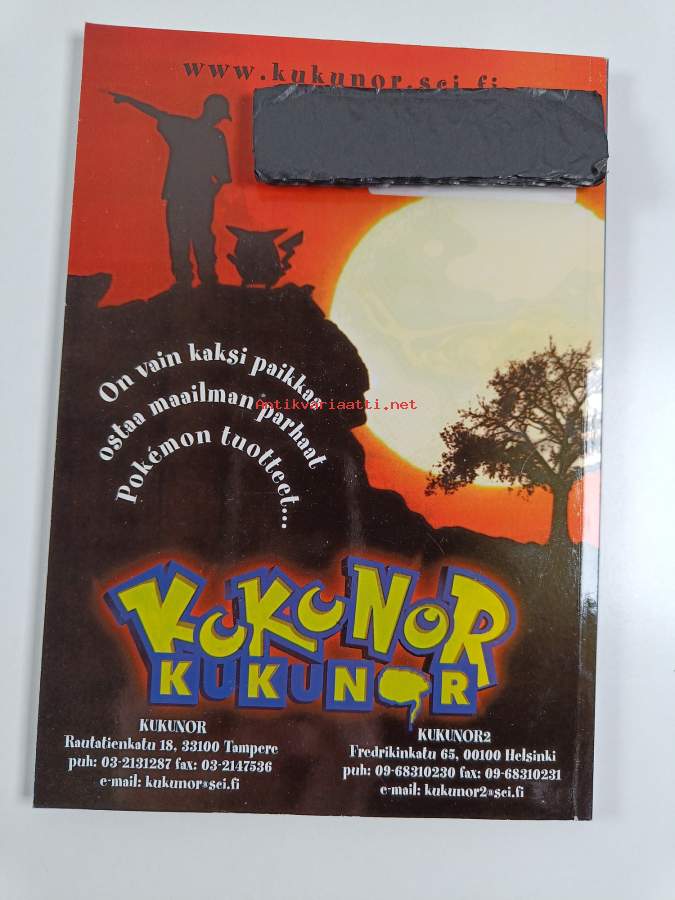 www.kukunor.sci.fi
On vain kaksi paikkaa
ostaa maailman parhaat
Pokémon tuotteet...
Antikvariaatti.net
KUKUNOR
KUKUNOR
KUKUNOR
Rautatienkatu 18, 33100 Tampere
puh: 03-2131287 fax: 03-2147536
e-mail: kukunor@sci.fi
KUKUNOR2
Fredrikinkatu 65, 00100 Helsinki
puh: 09-68310230 fax: 09-68310231
e-mail: kukunor2@sci.fi